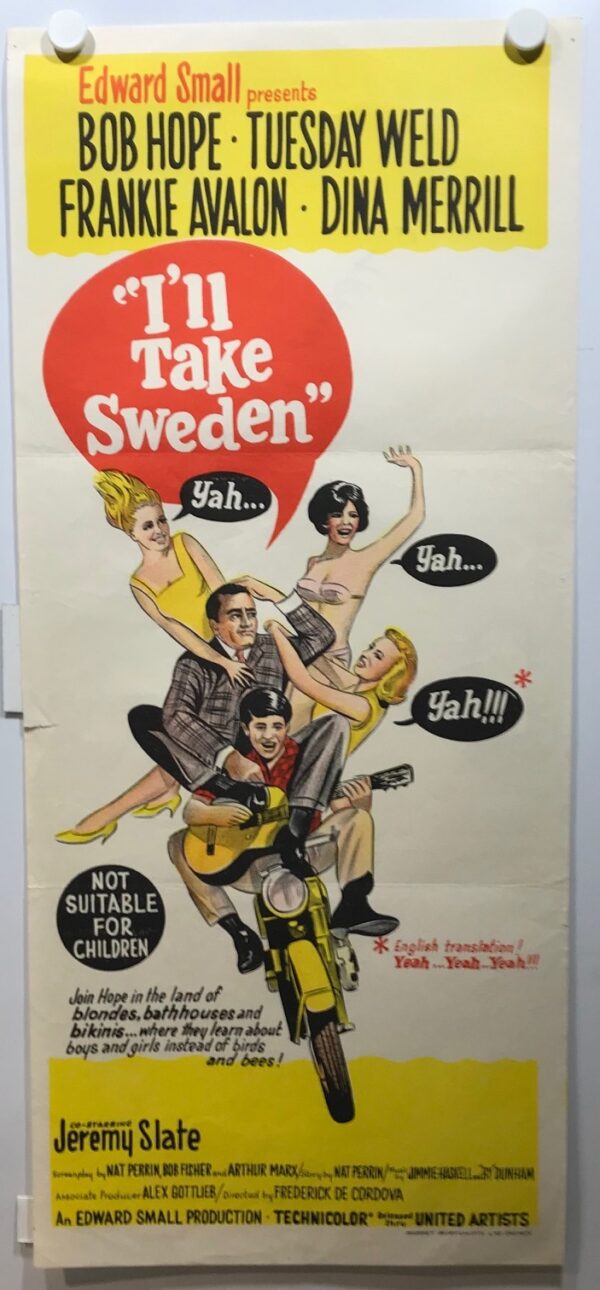 Edward Small presents
BOB HOPE · TUESDAY WELD
FRANKIE AVALON · DINA MERRILL
"I'll
Take
Sweden"
Yah...
Yah...
Yah!!! *
NOT
SUITABLE
FOR
CHILDREN
* English translation!
Yeah...Yeah..Yeah!!!
Join Hope in the land of
blondes, bathhouses and
bikinis...where they learn about
boys and girls instead of birds
and bees!
CO-STARRING
Jeremy Slate
Screenplay by NAT PERRIN, BOB FISHER and ARTHUR MARX / Story by NAT PERRIN / Music JIMMIE HASKELL and "BY" DUNHAM
Associate Producer ALEX GOTTLIEB / Directed by FREDERICK DE CORDOVA
An EDWARD SMALL PRODUCTION · TECHNICOLOR® Released thru UNITED ARTISTS